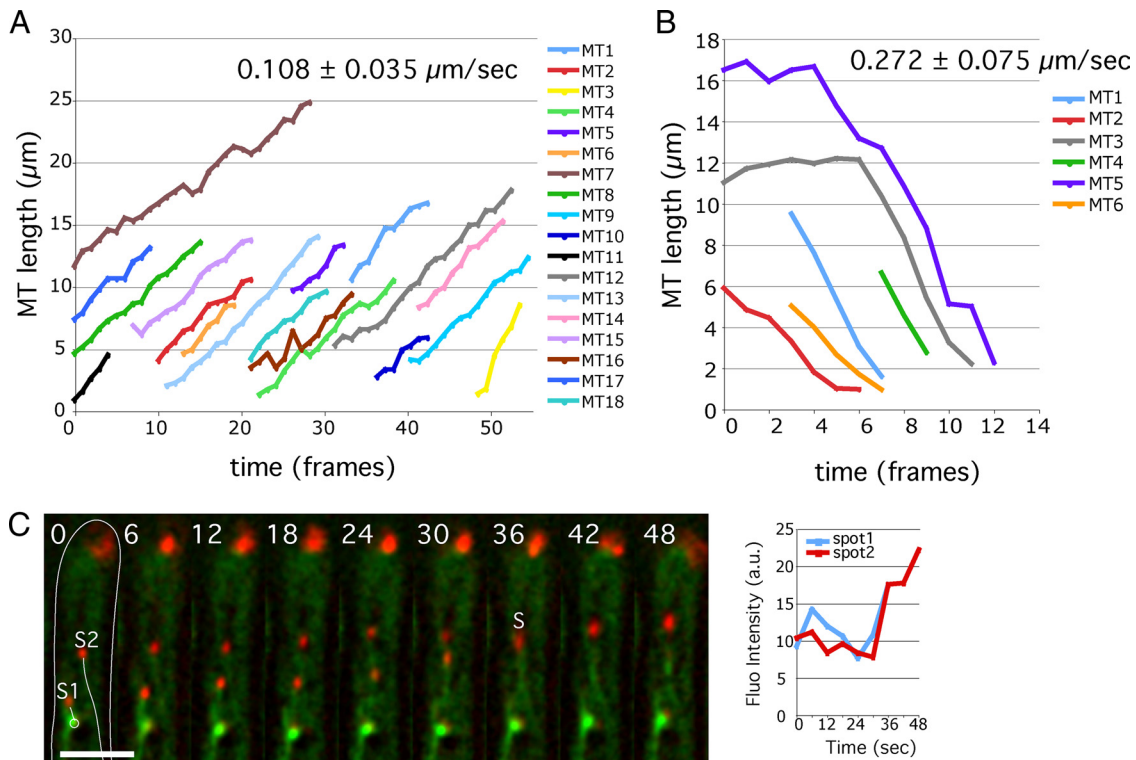 A
0.108 ± 0.035 µm/sec
MT length (µm)
30
25
20
15
10
5
0
0 10 20 30 40 50
time (frames)
MT1
MT2
MT3
MT4
MT5
MT6
MT7
MT8
MT9
MT10
MT11
MT12
MT13
MT14
MT15
MT16
MT17
MT18
B
0.272 ± 0.075 µm/sec
MT length (µm)
18
16
14
12
10
8
6
4
2
0
0 2 4 6 8 10 12 14
time (frames)
MT1
MT2
MT3
MT4
MT5
MT6
C
0 6 12 18 24 30 36 42 48
S
S2
S1
Fluo Intensity (a.u.)
25
20
15
10
5
0
spot1
spot2
0 12 24 36 48
Time (sec)